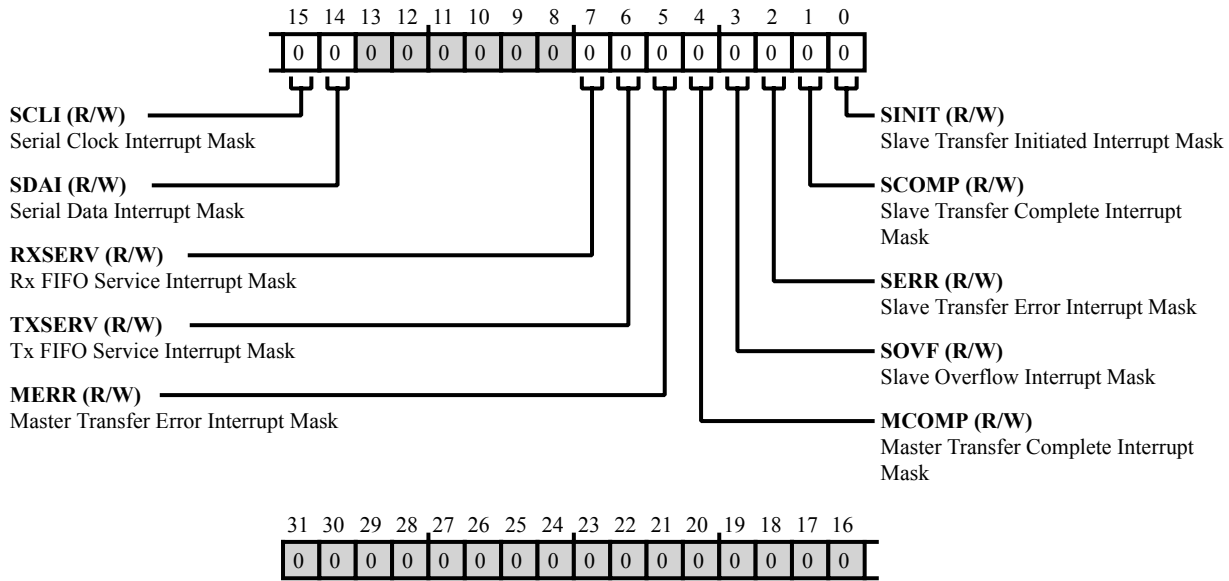 15 14 13 12 11 10 9 8 7 6 5 4 3 2 1 0
0 0 0 0 0 0 0 0 0 0 0 0 0 0 0 0
SCLI (R/W)
Serial Clock Interrupt Mask
SDAI (R/W)
Serial Data Interrupt Mask
RXSERV (R/W)
Rx FIFO Service Interrupt Mask
TXSERV (R/W)
Tx FIFO Service Interrupt Mask
MERR (R/W)
Master Transfer Error Interrupt Mask
SINIT (R/W)
Slave Transfer Initiated Interrupt Mask
SCOMP (R/W)
Slave Transfer Complete Interrupt
Mask
SERR (R/W)
Slave Transfer Error Interrupt Mask
SOVF (R/W)
Slave Overflow Interrupt Mask
MCOMP (R/W)
Master Transfer Complete Interrupt
Mask
31 30 29 28 27 26 25 24 23 22 21 20 19 18 17 16
0 0 0 0 0 0 0 0 0 0 0 0 0 0 0 0